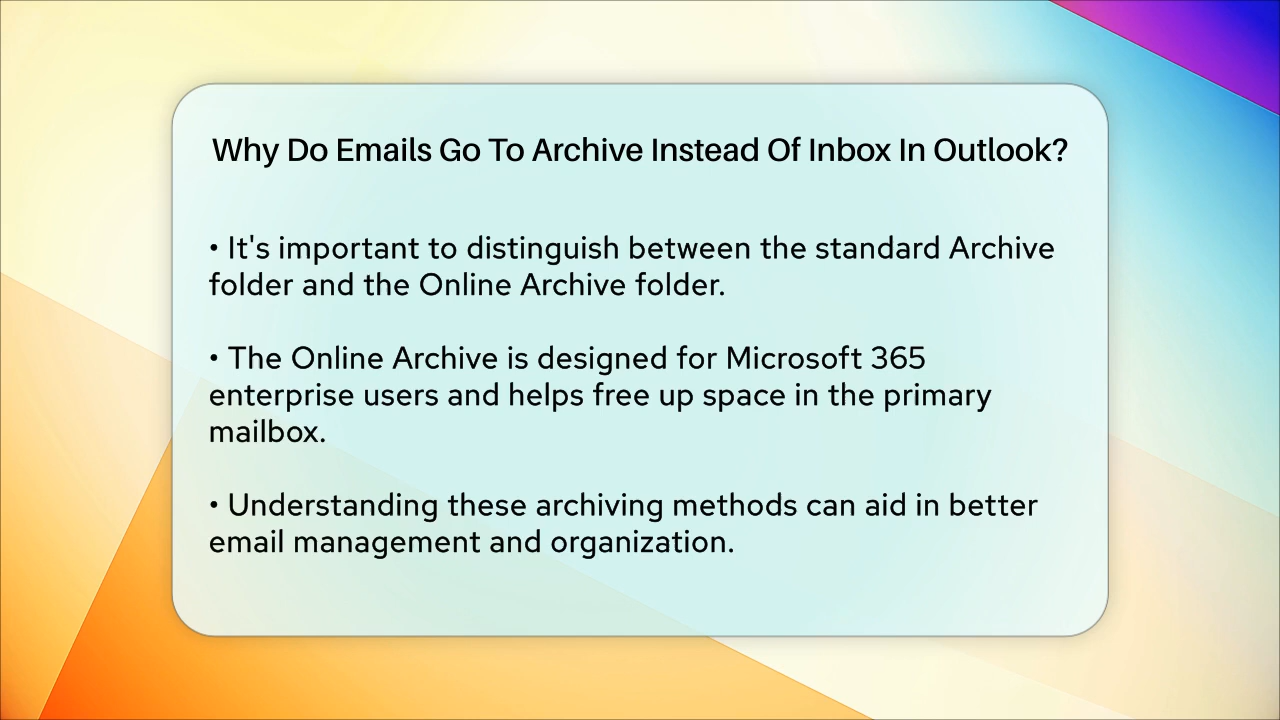 Why Do Emails Go To Archive Instead Of Inbox In Outlook?
• It's important to distinguish between the standard Archive
folder and the Online Archive folder.
• The Online Archive is designed for Microsoft 365
enterprise users and helps free up space in the primary
mailbox.
• Understanding these archiving methods can aid in better
email management and organization.